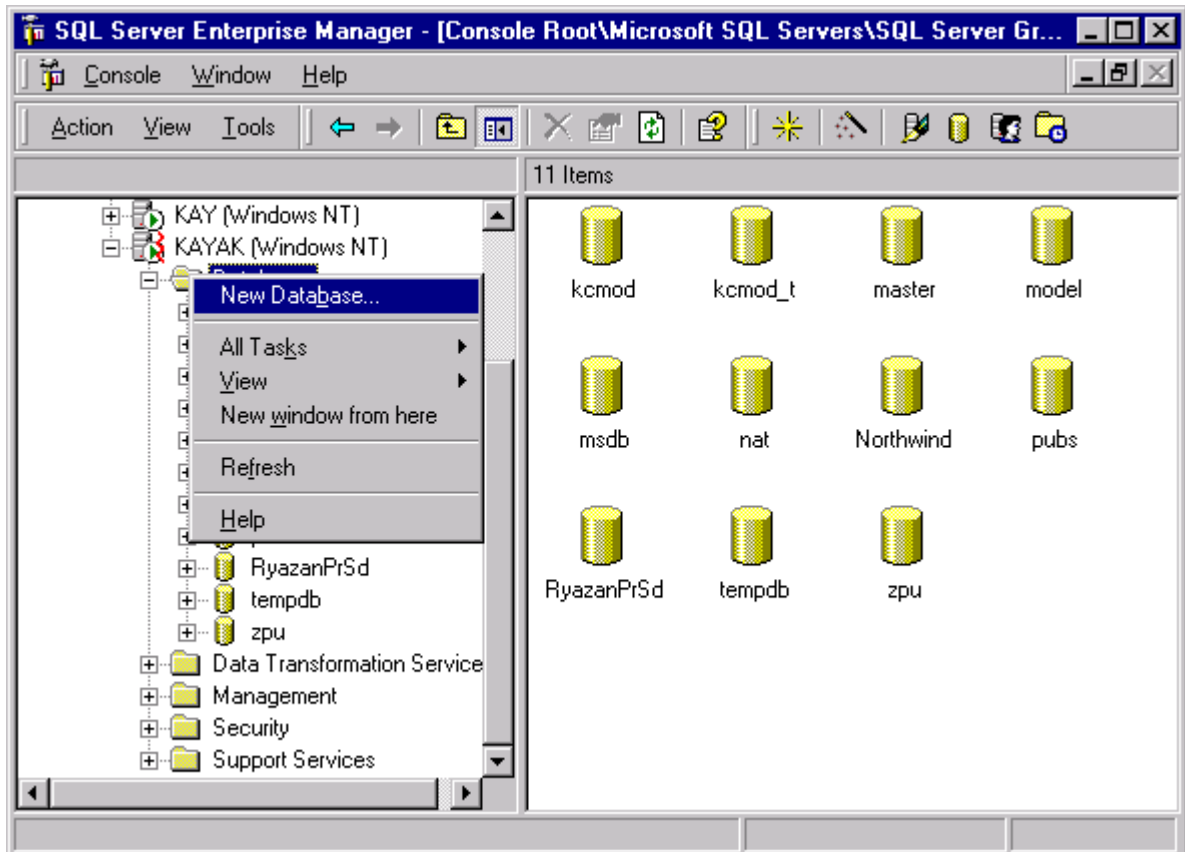 SQL Server Enterprise Manager - [Console Root\Microsoft SQL Servers\SQL Server Gr...
Console Window Help
Action View Tools
11 Items
KAY (Windows NT)
KAYAK (Windows NT)
New Database...
All Tasks
View
New window from here
Refresh
Help
RyazanPrSd
tempdb
zpu
Data Transformation Service
Management
Security
Support Services
kcmod kcmod_t master model
msdb nat Northwind pubs
RyazanPrSd tempdb zpu